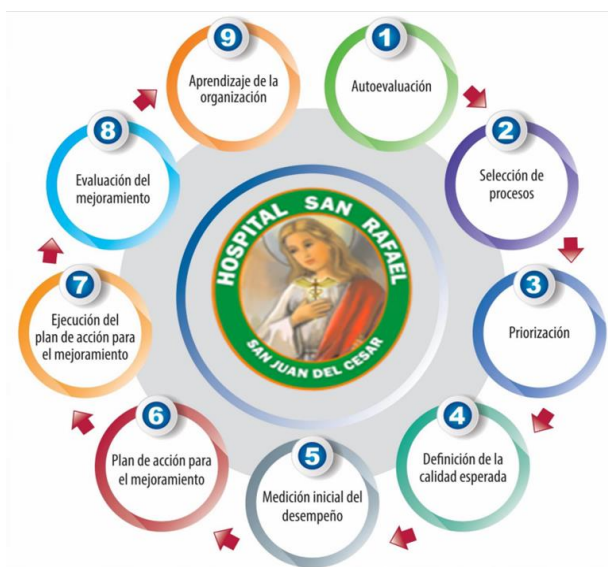 1
Autoevaluación
2
Selección de
procesos
3
Priorización
4
Definición de la
calidad esperada
5
Medición inicial del
desempeño
6
Plan de acción para
el mejoramiento
7
Ejecución del
plan de acción para
el mejoramiento
8
Evaluación del
mejoramiento
9
Aprendizaje de la
organización
HOSPITAL SAN RAFAEL
SAN JUAN DEL CESAR